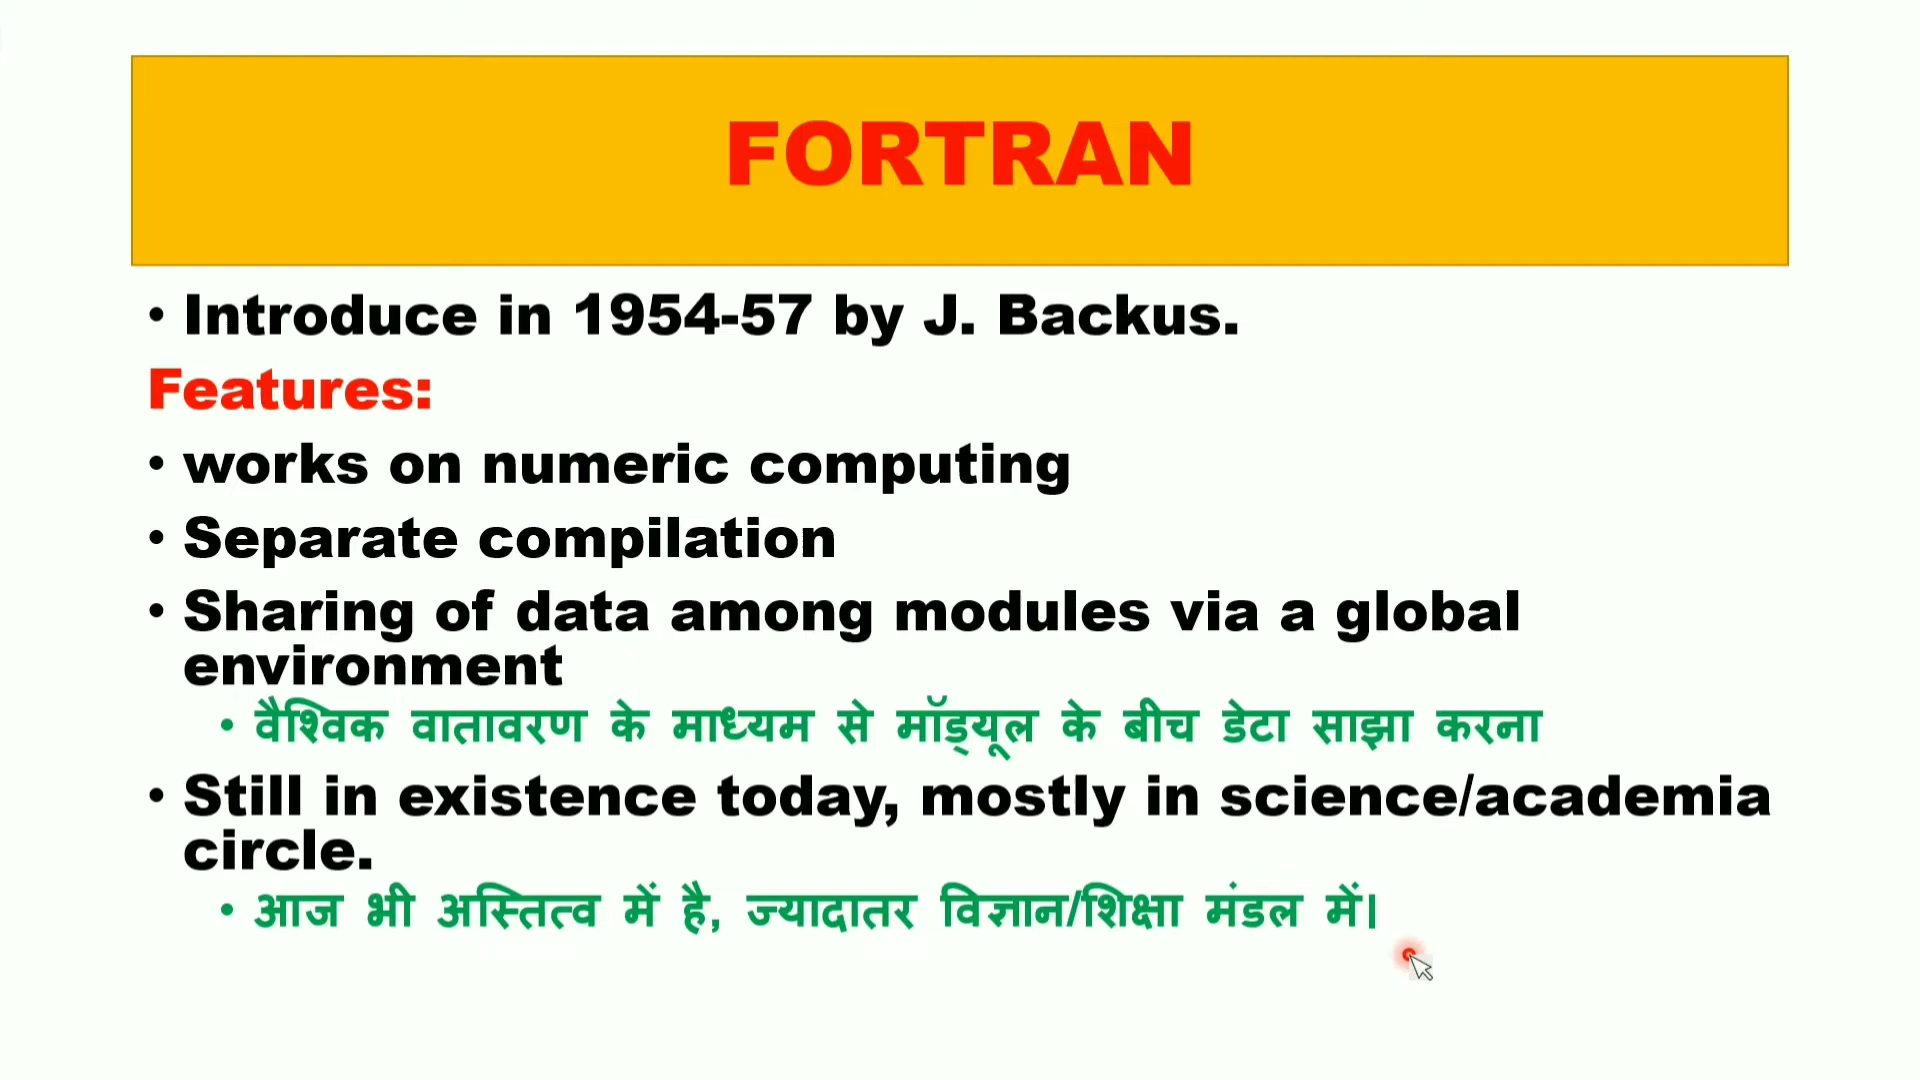 FORTRAN
• Introduce in 1954-57 by J. Backus.
Features:
• works on numeric computing
• Separate compilation
• Sharing of data among modules via a global
environment
• वैश्विक वातावरण के माध्यम से मॉड्यूल के बीच डेटा साझा करना
• Still in existence today, mostly in science/academia
circle.
• आज भी अस्तित्व में है, ज्यादातर विज्ञान/शिक्षा मंडल में।